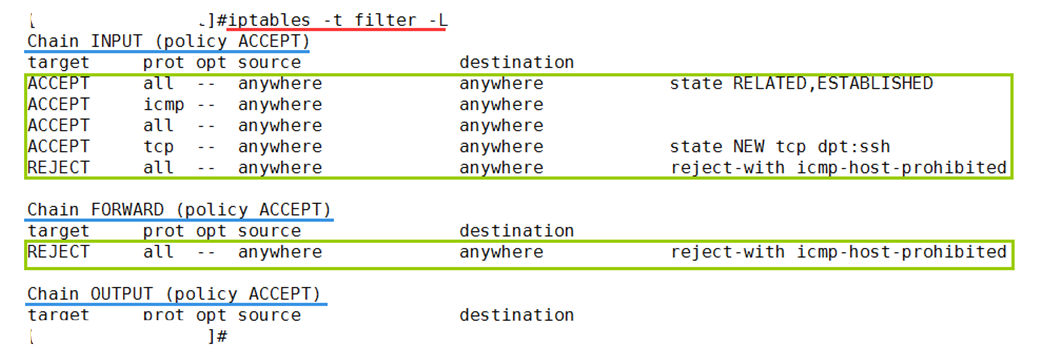 [ ]#iptables -t filter -L
Chain INPUT (policy ACCEPT)
target prot opt source destination
ACCEPT all -- anywhere anywhere state RELATED,ESTABLISHED
ACCEPT icmp -- anywhere anywhere
ACCEPT all -- anywhere anywhere
ACCEPT tcp -- anywhere anywhere state NEW tcp dpt:ssh
REJECT all -- anywhere anywhere reject-with icmp-host-prohibited
Chain FORWARD (policy ACCEPT)
target prot opt source destination
REJECT all -- anywhere anywhere reject-with icmp-host-prohibited
Chain OUTPUT (policy ACCEPT)
target prot opt source destination
[ ]#